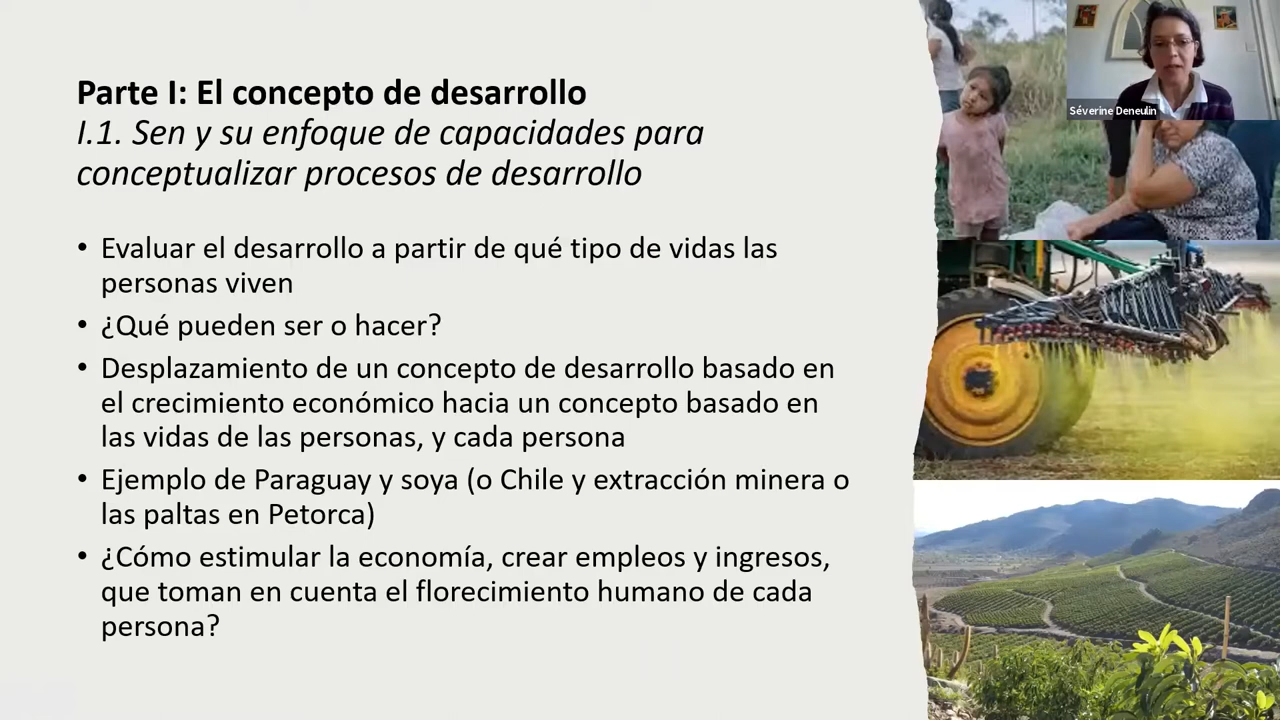 Parte I: El concepto de desarrollo
I.1. Sen y su enfoque de capacidades para
conceptualizar procesos de desarrollo
• Evaluar el desarrollo a partir de qué tipo de vidas las
personas viven
• ¿Qué pueden ser o hacer?
• Desplazamiento de un concepto de desarrollo basado en
el crecimiento económico hacia un concepto basado en
las vidas de las personas, y cada persona
• Ejemplo de Paraguay y soya (o Chile y extracción minera o
las paltas en Petorca)
• ¿Cómo estimular la economía, crear empleos y ingresos,
que toman en cuenta el florecimiento humano de cada
persona?
Séverine Deneulin